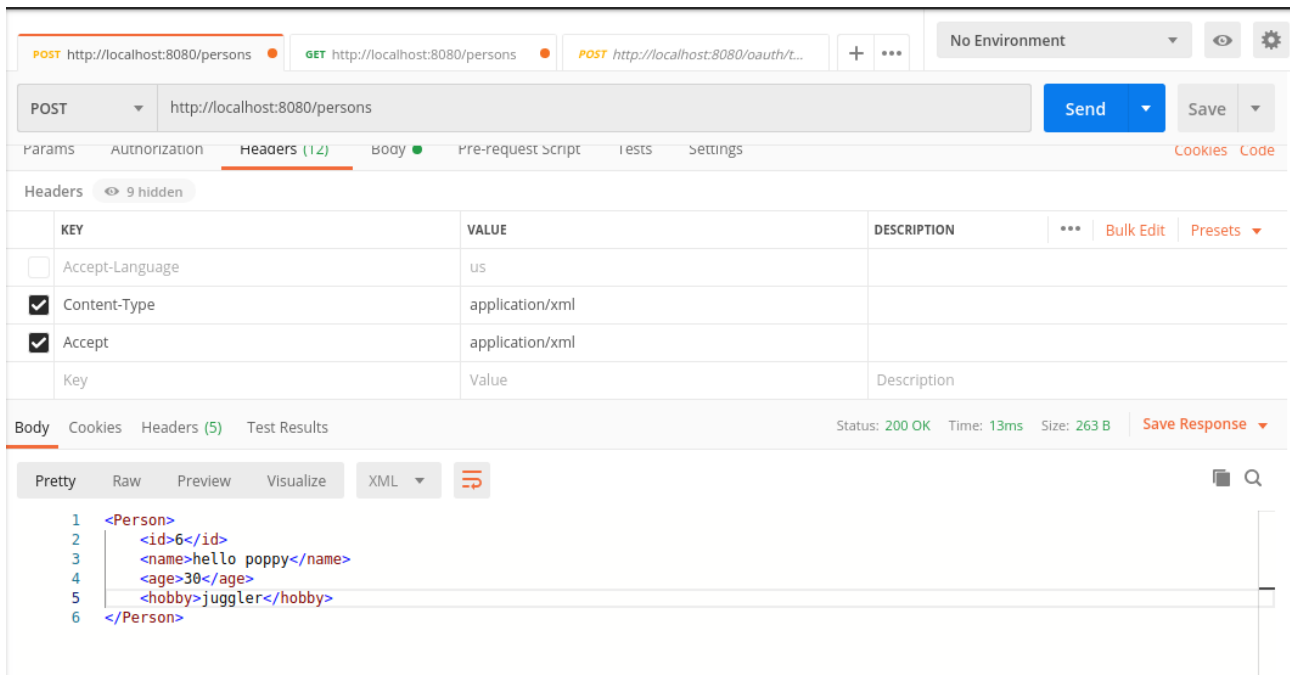 POST http://localhost:8080/persons GET http://localhost:8080/persons POST http://localhost:8080/oauth/t... + ••• No Environment
POST http://localhost:8080/persons Send Save
Params Authorization Headers (12) Body Pre-request Script Tests Settings Cookies Code
Headers 9 hidden
KEY VALUE DESCRIPTION ••• Bulk Edit Presets
Accept-Language us
Content-Type application/xml
Accept application/xml
Key Value Description
Body Cookies Headers (5) Test Results Status: 200 OK Time: 13ms Size: 263 B Save Response
Pretty Raw Preview Visualize XML
1 <Person>
2 <id>6</id>
3 <name>hello poppy</name>
4 <age>30</age>
5 <hobby>juggler</hobby>
6 </Person>